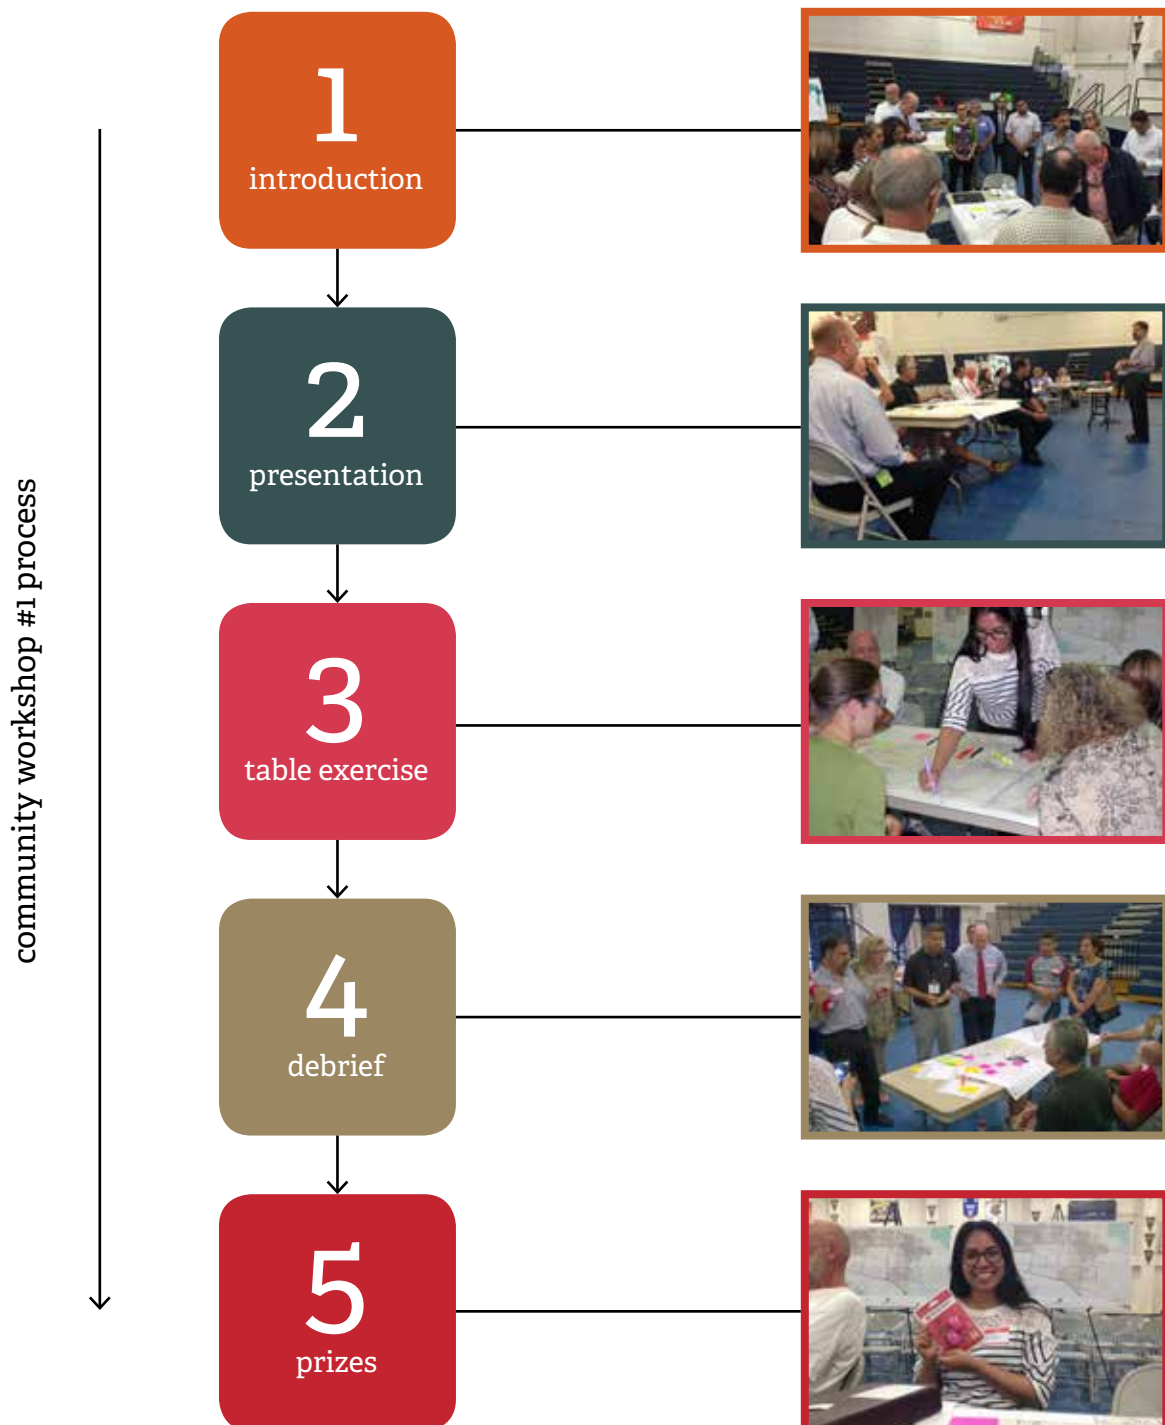 community workshop #1 process
1
introduction
2
presentation
3
table exercise
4
debrief
5
prizes